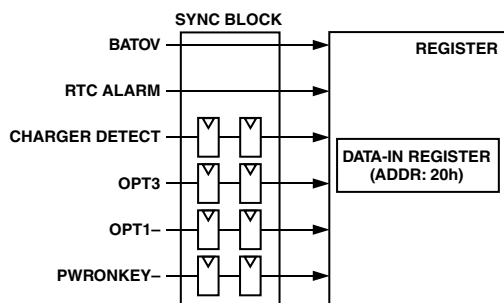 SYNC BLOCK
BATOV
REGISTER
RTC ALARM
CHARGER DETECT
DATA-IN REGISTER
(ADDR: 20h)
OPT3
OPT1–
PWRONKEY–